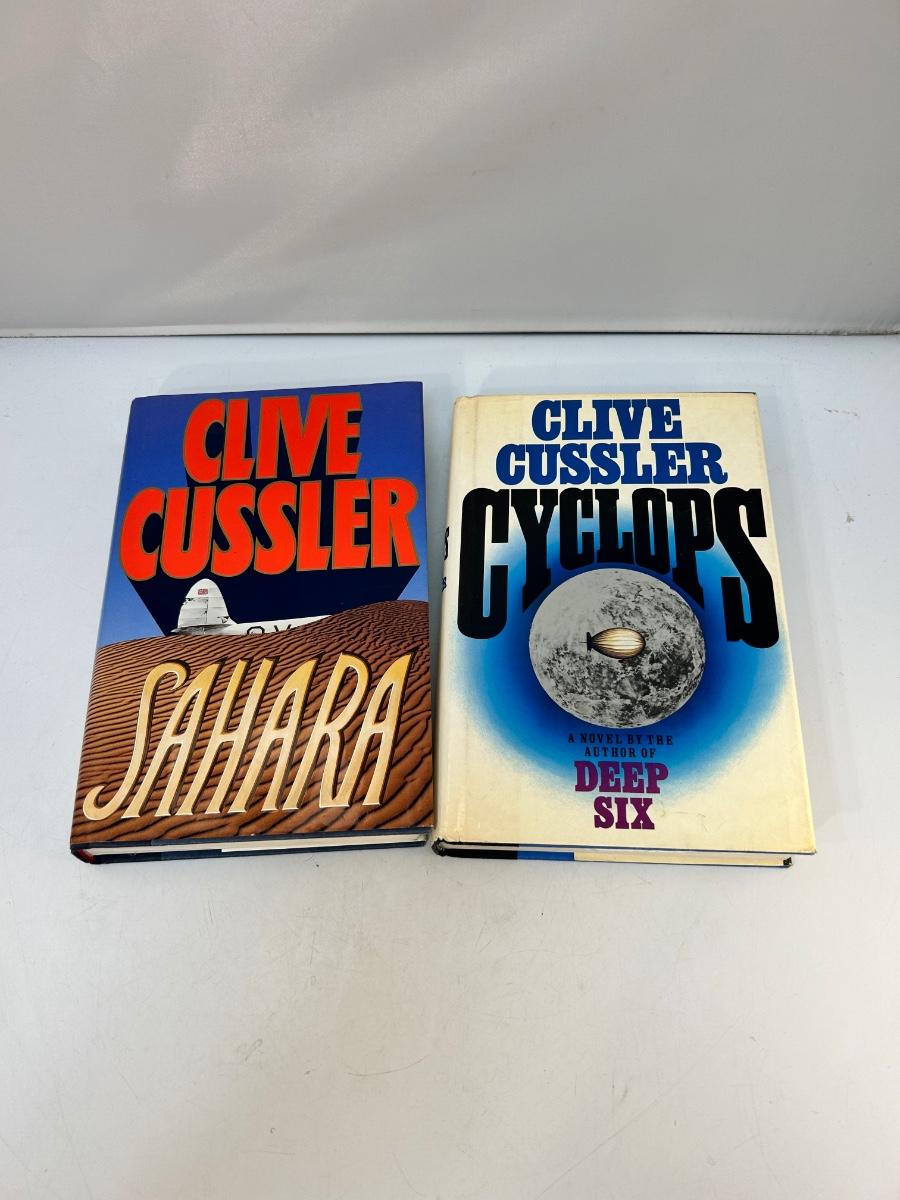 CLIVE
CUSSLER
SAHARA
CLIVE
CUSSLER
CYCLOPS
A NOVEL BY THE
AUTHOR OF
DEEP
SIX